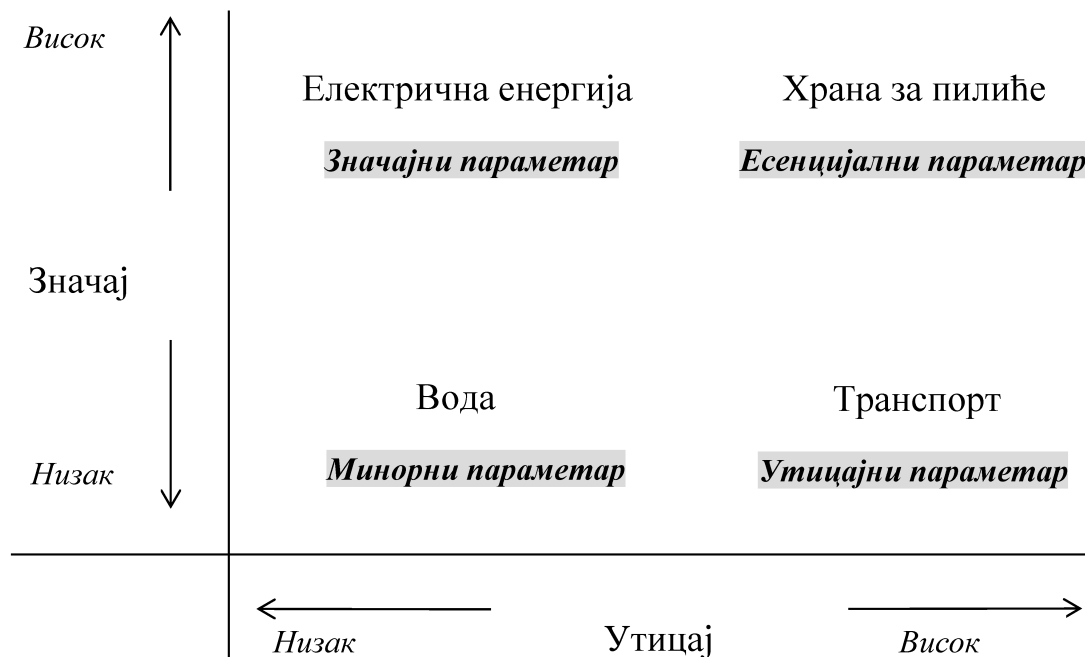 Висок
Електрична енергија
Храна за пилиће
Значајни параметар
Есенцијални параметар
Значај
Вода
Транспорт
Низак
Минорни параметар
Утицајни параметар
Низак
Утицај
Висок